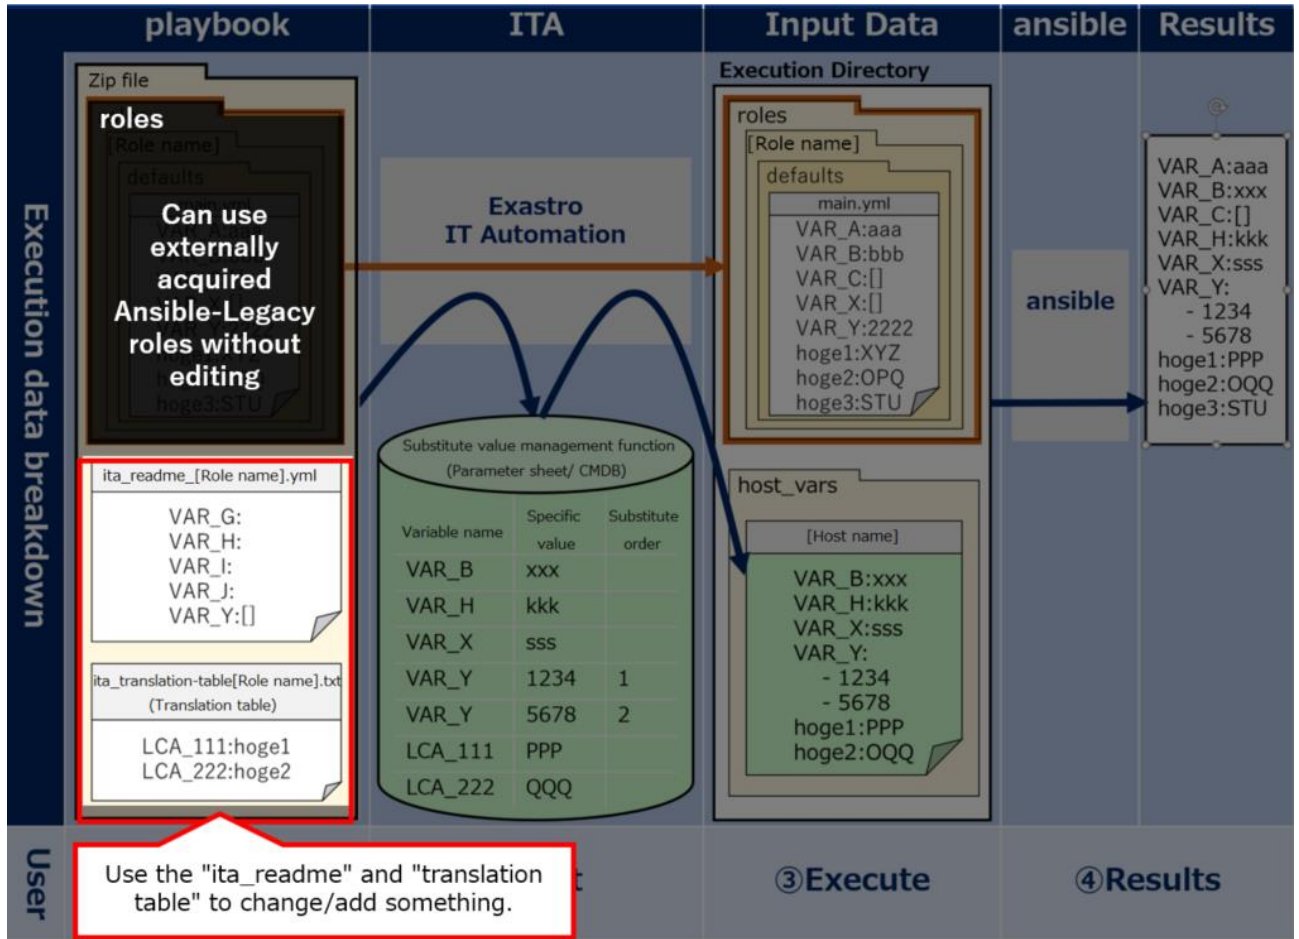 playbook
ITA
Input Data
ansible
Results
Execution data breakdown
Zip file
roles
[Role name]
defaults
main.yml
Can use
externally
acquired
Ansible-Legacy
roles without
editing
hoge3:STU
ita_readme_[Role name].yml
VAR_G:
VAR_H:
VAR_I:
VAR_J:
VAR_Y:[]
ita_translation-table[Role name].txt
(Translation table)
LCA_111:hoge1
LCA_222:hoge2
Exastro
IT Automation
Substitute value management function
(Parameter sheet/ CMDB)
Variable name Specific value Substitute order
VAR_B xxx
VAR_H kkk
VAR_X sss
VAR_Y 1234 1
VAR_Y 5678 2
LCA_111 PPP
LCA_222 QQQ
Execution Directory
roles
[Role name]
defaults
main.yml
VAR_A:aaa
VAR_B:bbb
VAR_C:[]
VAR_X:[]
VAR_Y:2222
hoge1:XYZ
hoge2:OPQ
hoge3:STU
host_vars
[Host name]
VAR_B:xxx
VAR_H:kkk
VAR_X:sss
VAR_Y:
- 1234
- 5678
hoge1:PPP
hoge2:OQQ
ansible
VAR_A:aaa
VAR_B:xxx
VAR_C:[]
VAR_H:kkk
VAR_X:sss
VAR_Y:
- 1234
- 5678
hoge1:PPP
hoge2:OQQ
hoge3:STU
User
Use the "ita_readme" and "translation
table" to change/add something.
③Execute
④Results